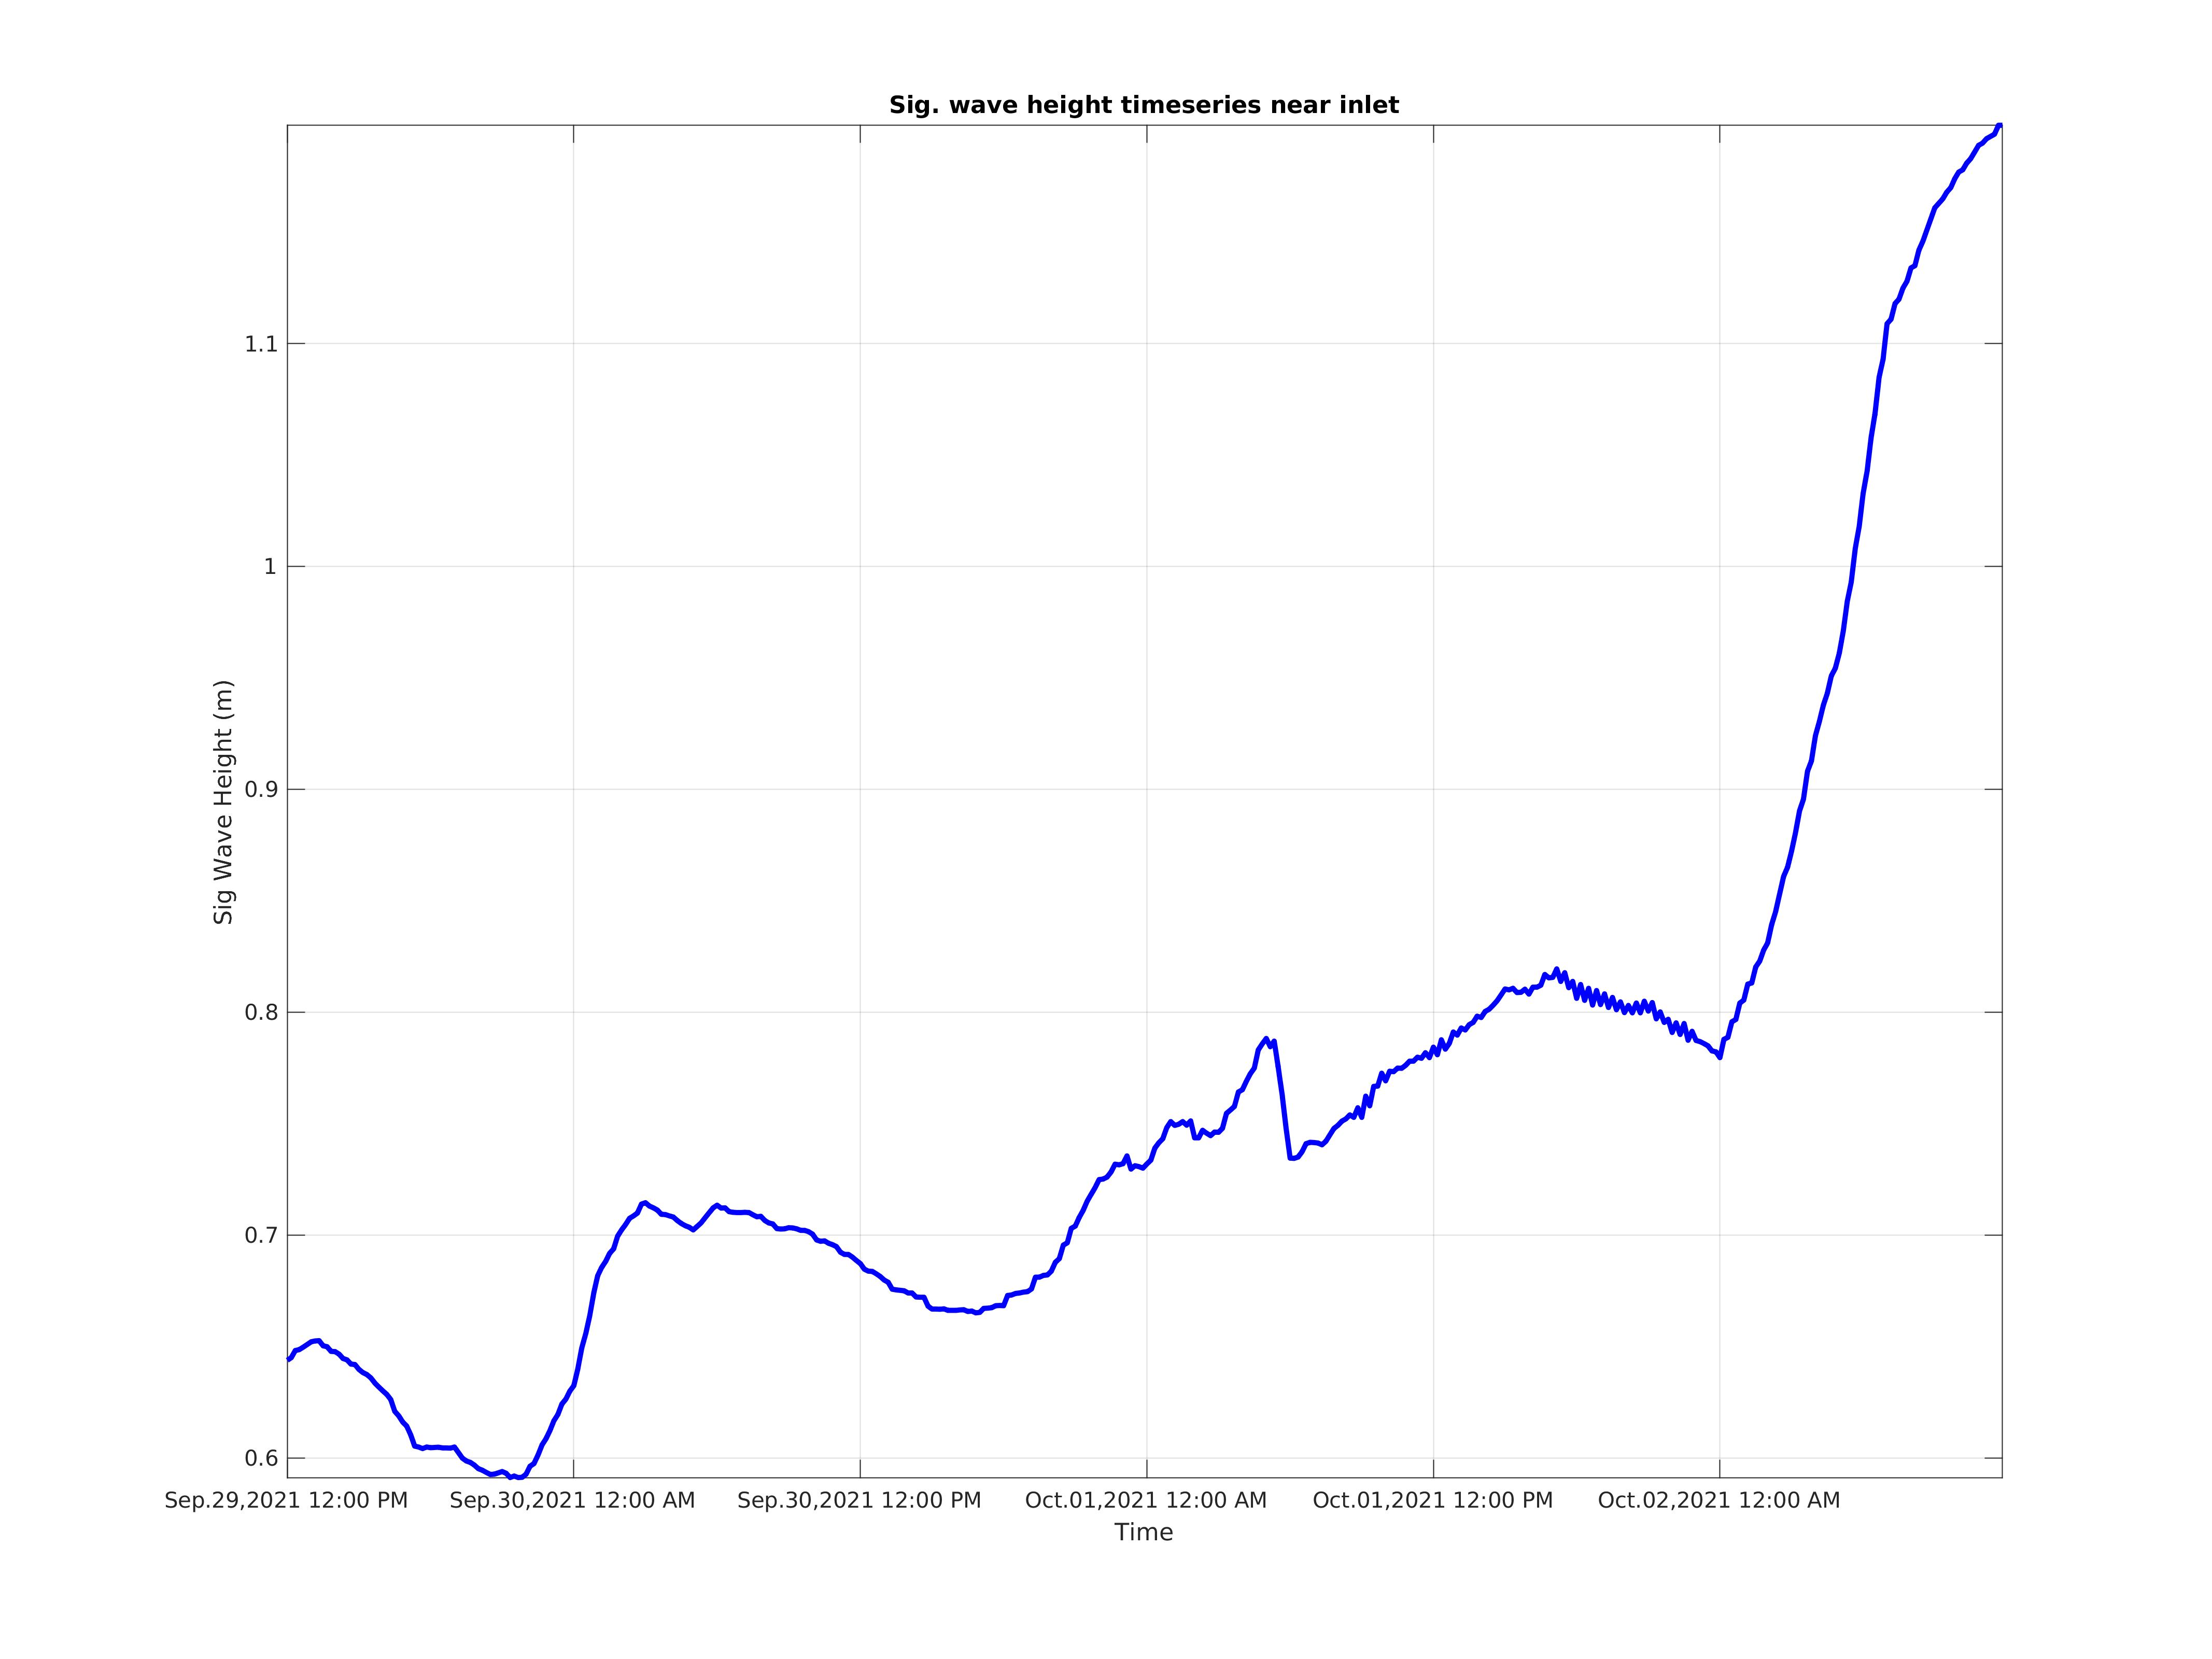 Sig. wave height timeseries near inlet
1.1
1
0.9
0.8
0.7
0.6
Sig Wave Height (m)
Sep.29,2021 12:00 PM
Sep.30,2021 12:00 AM
Sep.30,2021 12:00 PM
Oct.01,2021 12:00 AM
Oct.01,2021 12:00 PM
Oct.02,2021 12:00 AM
Time